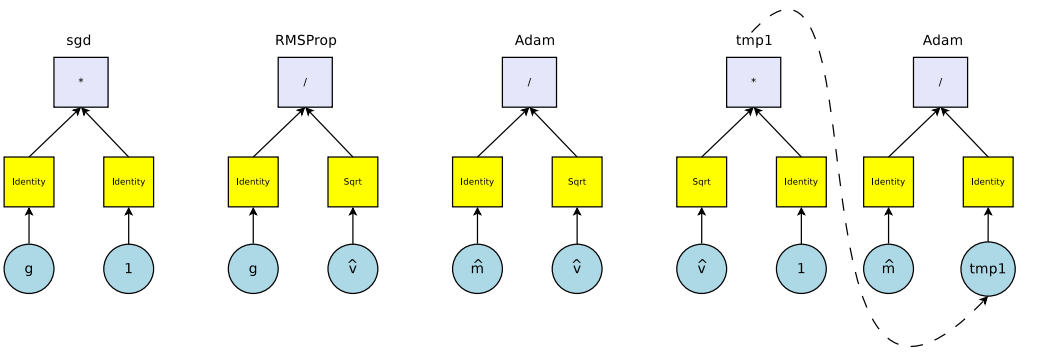 sgd RMSProp Adam tmp1 Adam
* / / * /
Identity Identity Identity Sqrt Identity Sqrt Sqrt Identity Identity Identity
g 1 g v̂ m̂ v̂ v̂ 1 m̂ tmp1